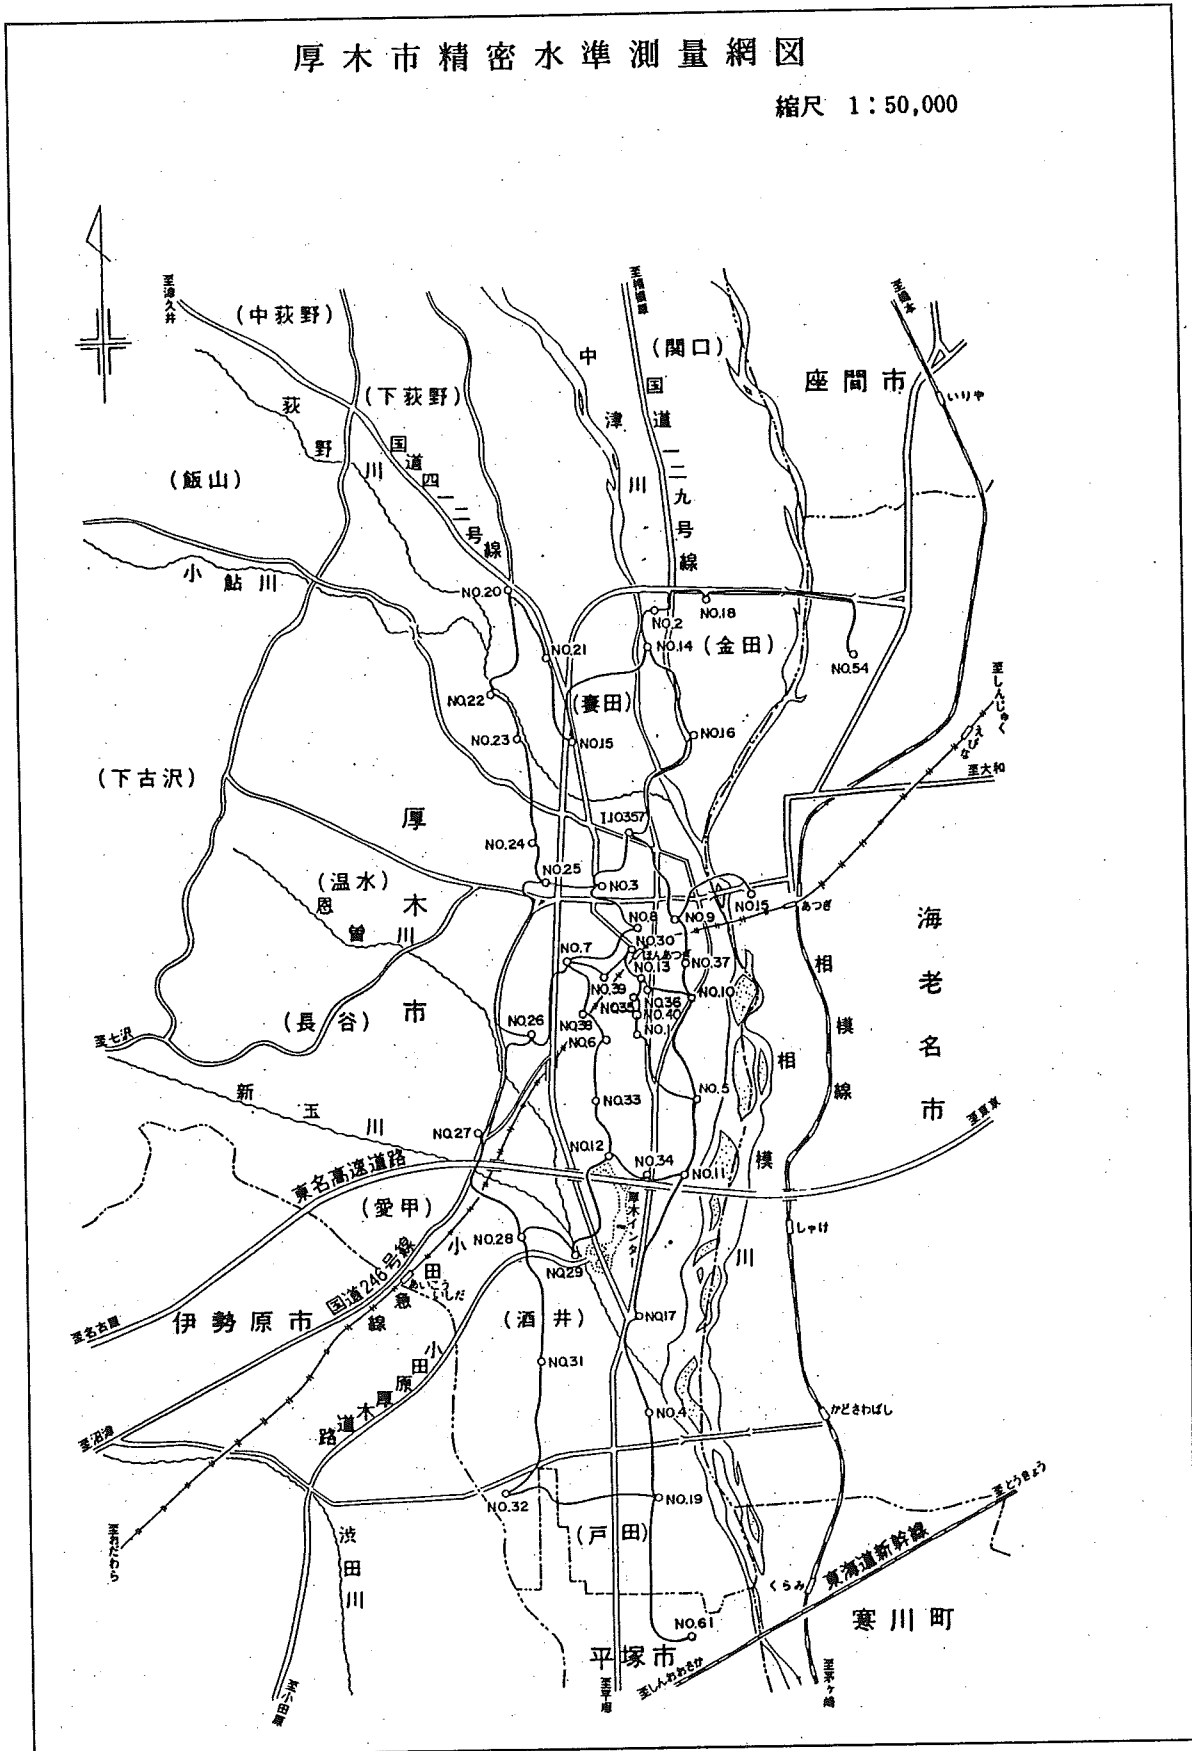 厚木市精密水準測量網図
縮尺 1:50,000
至津久井
(中荻野)
至相模原
(関口)
至橋本
中津川
国道一二九号線
座間市
いりや
(下荻野)
荻野川
国道四一二号線
(飯山)
小鮎川
NO.20
NO.18
NO.2
NO.14
(金田)
NO.21
NO.54
至しんじゅく
NO.22
(妻田)
NO.23
NO.15
NO.16
えびな
至大和
(下古沢)
厚木市
I.10357
NO.24
NO.25
(温水)
NO.3
NO.15
あつぎ
恩曽川
NO.8
NO.9
海老名市
NO.7
NO.30
ほんあつぎ
NO.13
NO.37
相模線
NO.39
NO.36
NO.10
NO.35
(長谷)
NO.26
NO.38
NO.40
NO.6
NO.1
至七沢
相模川
新玉川
NO.5
NO.33
至東京
NO.27
NO.12
NO.34
NO.11
東名高速道路
(愛甲)
厚木インター
しゃけ
NO.28
小田急線
NO.29
国道246号線
あいこういしだ
伊勢原市
(酒井)
NO.17
至名古屋
小田原厚木道路
NO.31
NO.4
かどさわばし
至沼津
NO.32
NO.19
至とうきょう
至おだわら
渋田川
(戸田)
東海道新幹線
くらみ
寒川町
NO.61
平塚市
至しんおおさか
至小田原
至平塚
至茅ヶ崎